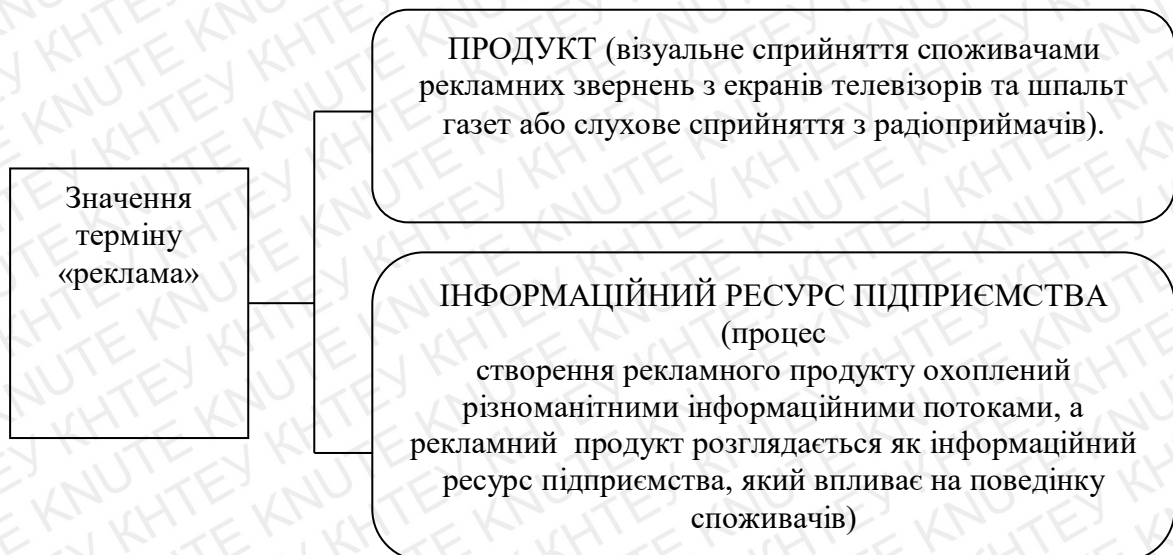 ПРОДУКТ (візуальне сприйняття споживачами
рекламних звернень з екранів телевізорів та шпальт
газет або слухове сприйняття з радіоприймачів).
Значення
терміну
«реклама»
ІНФОРМАЦІЙНИЙ РЕСУРС ПІДПРИЄМСТВА
(процес
створення рекламного продукту охоплений
різноманітними інформаційними потоками, а
рекламний продукт розглядається як інформаційний
ресурс підприємства, який впливає на поведінку
споживачів)